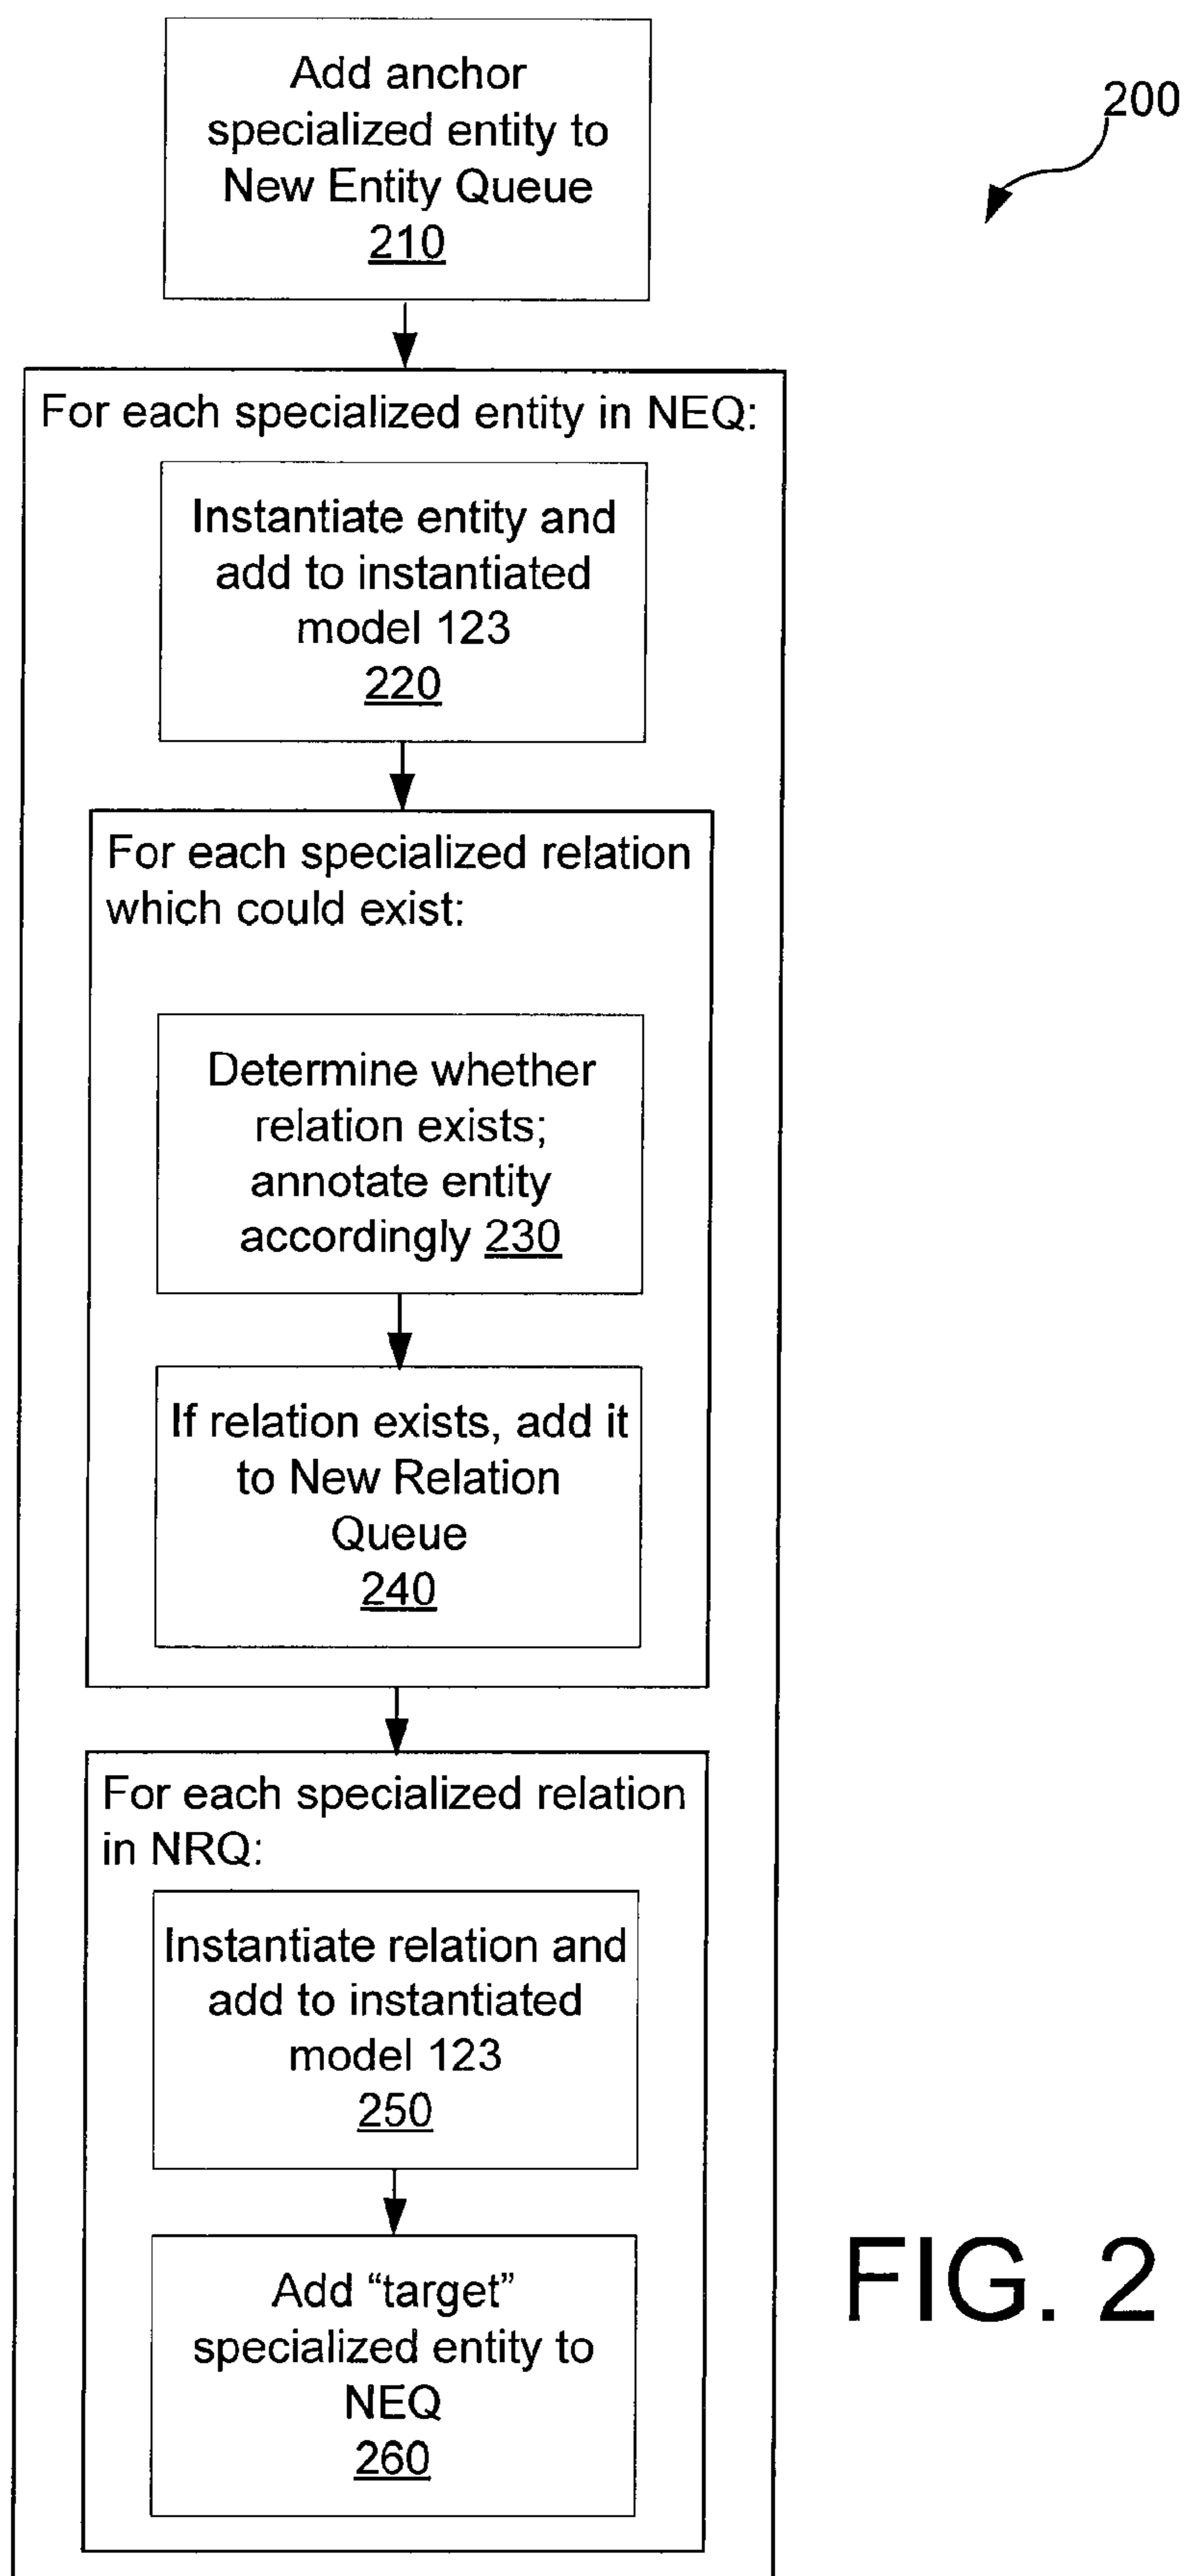 Add anchor
specialized entity to
New Entity Queue
210
200
For each specialized entity in NEQ:
Instantiate entity and
add to instantiated
model 123
220
For each specialized relation
which could exist:
Determine whether
relation exists;
annotate entity
accordingly 230
If relation exists, add it
to New Relation
Queue
240
For each specialized relation
in NRQ:
Instantiate relation and
add to instantiated
model 123
250
Add “target”
specialized entity to
NEQ
260
FIG. 2